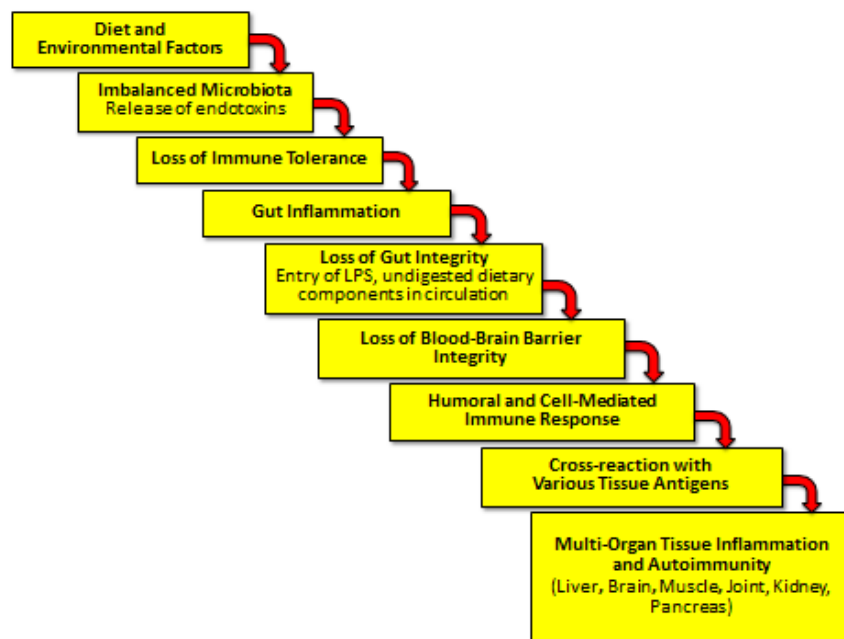 Diet and
Environmental Factors
Imbalanced Microbiota
Release of endotoxins
Loss of Immune Tolerance
Gut Inflammation
Loss of Gut Integrity
Entry of LPS, undigested dietary
components in circulation
Loss of Blood-Brain Barrier
Integrity
Humoral and Cell-Mediated
Immune Response
Cross-reaction with
Various Tissue Antigens
Multi-Organ Tissue Inflammation
and Autoimmunity
(Liver, Brain, Muscle, Joint, Kidney,
Pancreas)